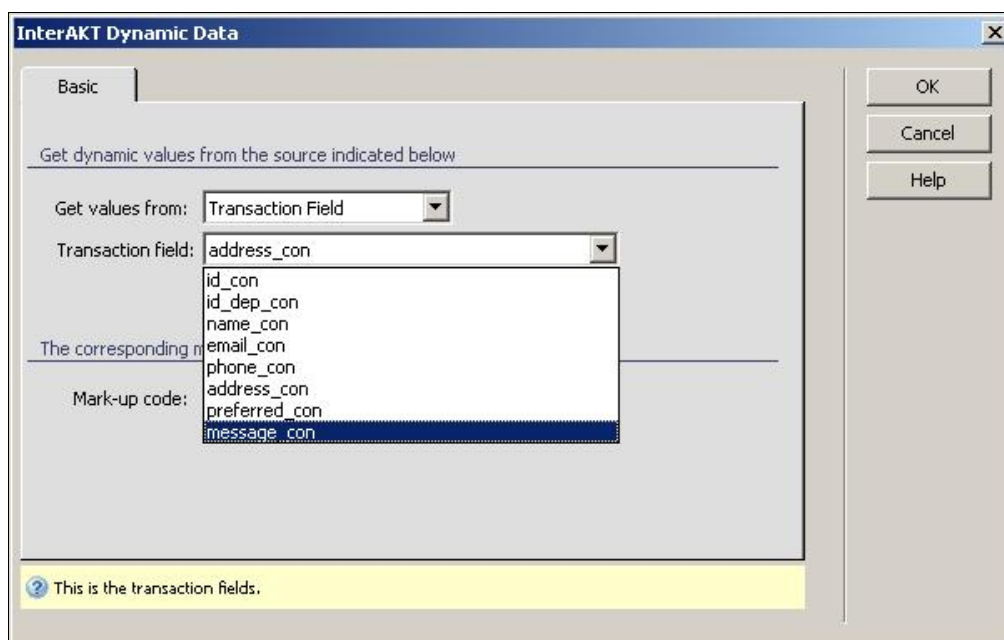 InterAKT Dynamic Data
Basic
OK
Cancel
Help
Get dynamic values from the source indicated below
Get values from: Transaction Field
Transaction field: address_con
id_con
id_dep_con
name_con
email_con
phone_con
address_con
preferred_con
message_con
The corresponding
Mark-up code:
This is the transaction fields.